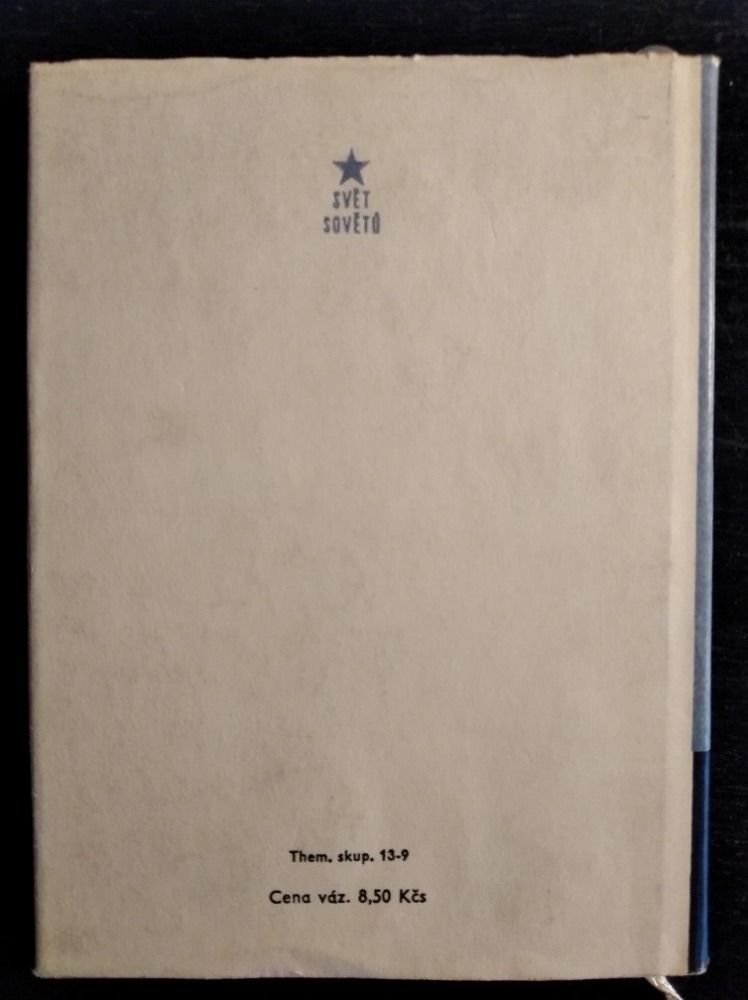 SVĚT
SOVĚTŮ
Them. skup. 13-9
Cena váz. 8,50 Kčs